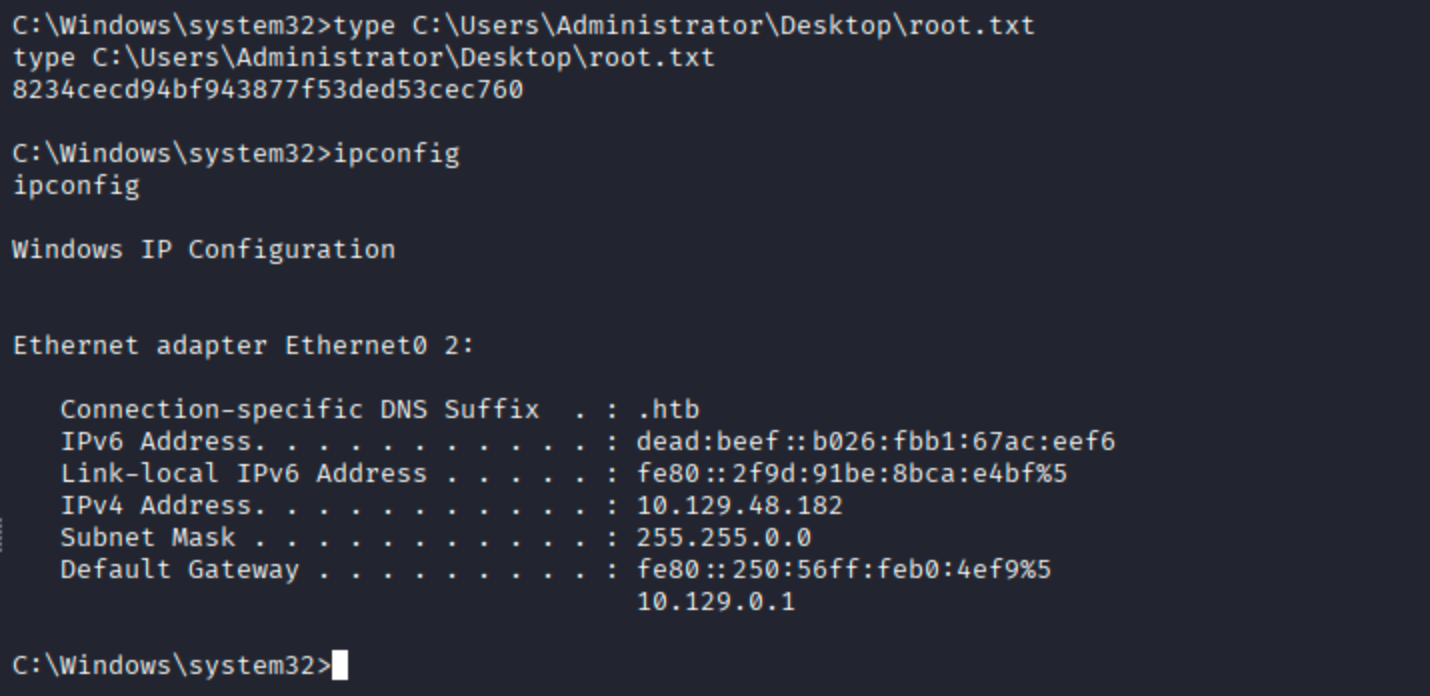 C:\Windows\system32>type C:\Users\Administrator\Desktop\root.txt
type C:\Users\Administrator\Desktop\root.txt
8234cecd94bf943877f53ded53cec760
C:\Windows\system32>ipconfig
ipconfig
Windows IP Configuration
Ethernet adapter Ethernet0 2:
Connection-specific DNS Suffix  . : .htb
IPv6 Address. . . . . . . . . . . : dead:beef::b026:fbb1:67ac:eef6
Link-local IPv6 Address . . . . . : fe80::2f9d:91be:8bca:e4bf%5
IPv4 Address. . . . . . . . . . . : 10.129.48.182
Subnet Mask . . . . . . . . . . . : 255.255.0.0
Default Gateway . . . . . . . . . : fe80::250:56ff:feb0:4ef9%5
10.129.0.1
C:\Windows\system32>